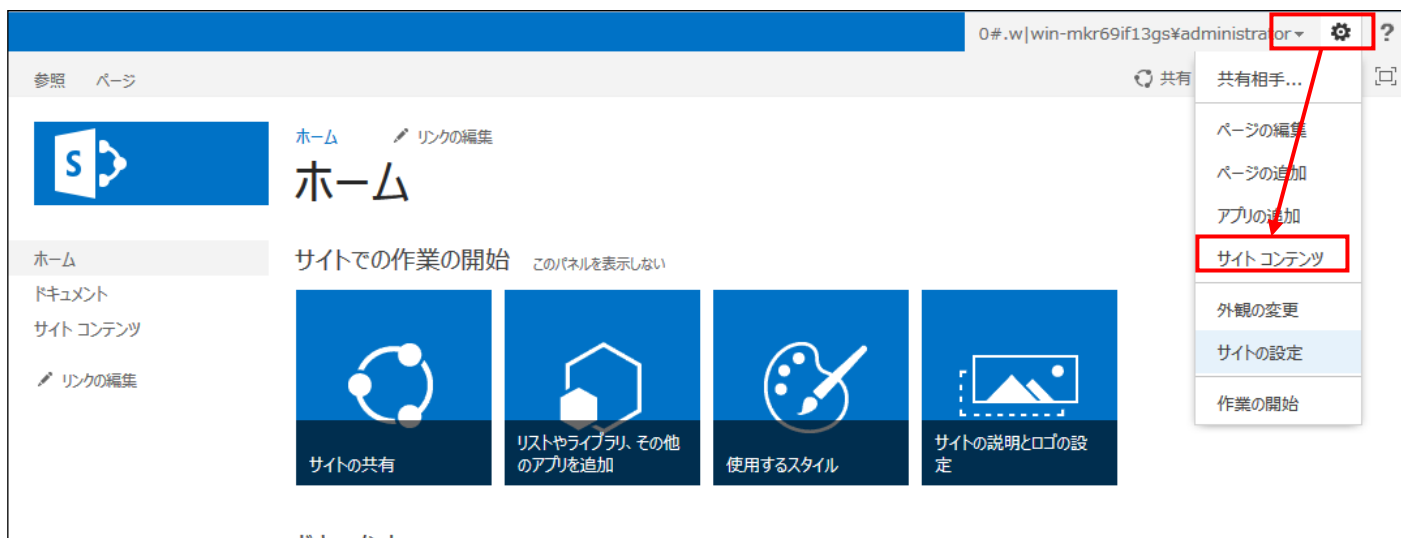 0#.w|win-mkr69if13gs¥administrator
?
参照 ページ
共有
共有相手...
ページの編集
ページの追加
アプリの追加
サイト コンテンツ
外観の変更
サイトの設定
作業の開始
S
ホーム リンクの編集
ホーム
ホーム
ドキュメント
サイト コンテンツ
リンクの編集
サイトでの作業の開始 このパネルを表示しない
サイトの共有
リストやライブラリ、その他
のアプリを追加
使用するスタイル
サイトの説明とロゴの設
定